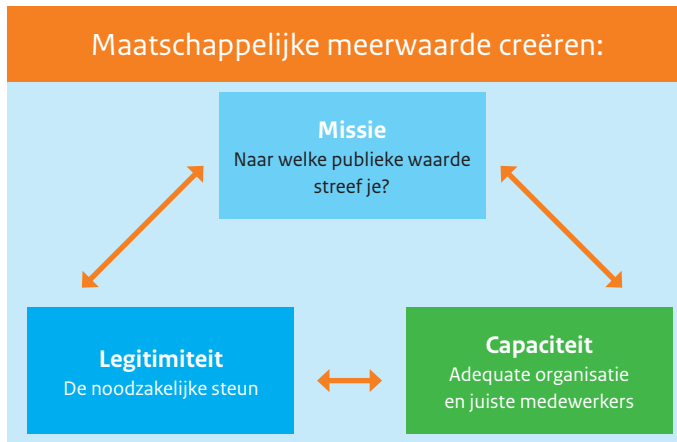 Maatschappelijke meerwaarde creëren:
Missie
Naar welke publieke waarde
streef je?
Legitimiteit
De noodzakelijke steun
Capaciteit
Adequate organisatie
en juiste medewerkers